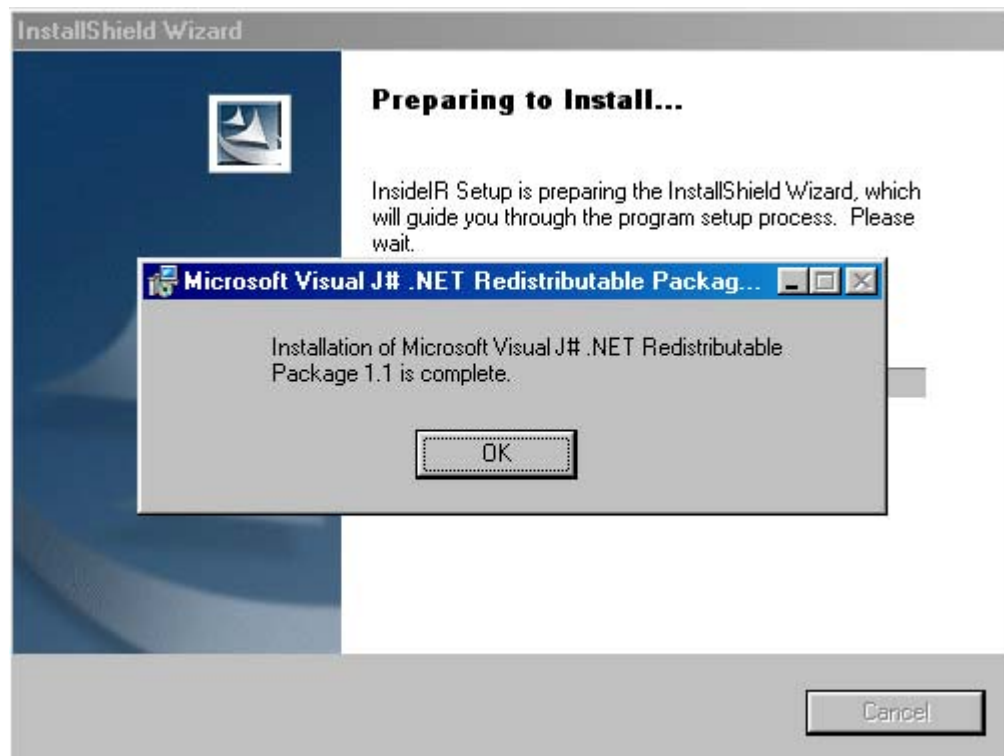 InstallShield Wizard
Preparing to Install...
InsideIR Setup is preparing the InstallShield Wizard, which
will guide you through the program setup process. Please
wait.
Microsoft Visual J# .NET Redistributable Packag...
Installation of Microsoft Visual J# .NET Redistributable
Package 1.1 is complete.
OK
Cancel